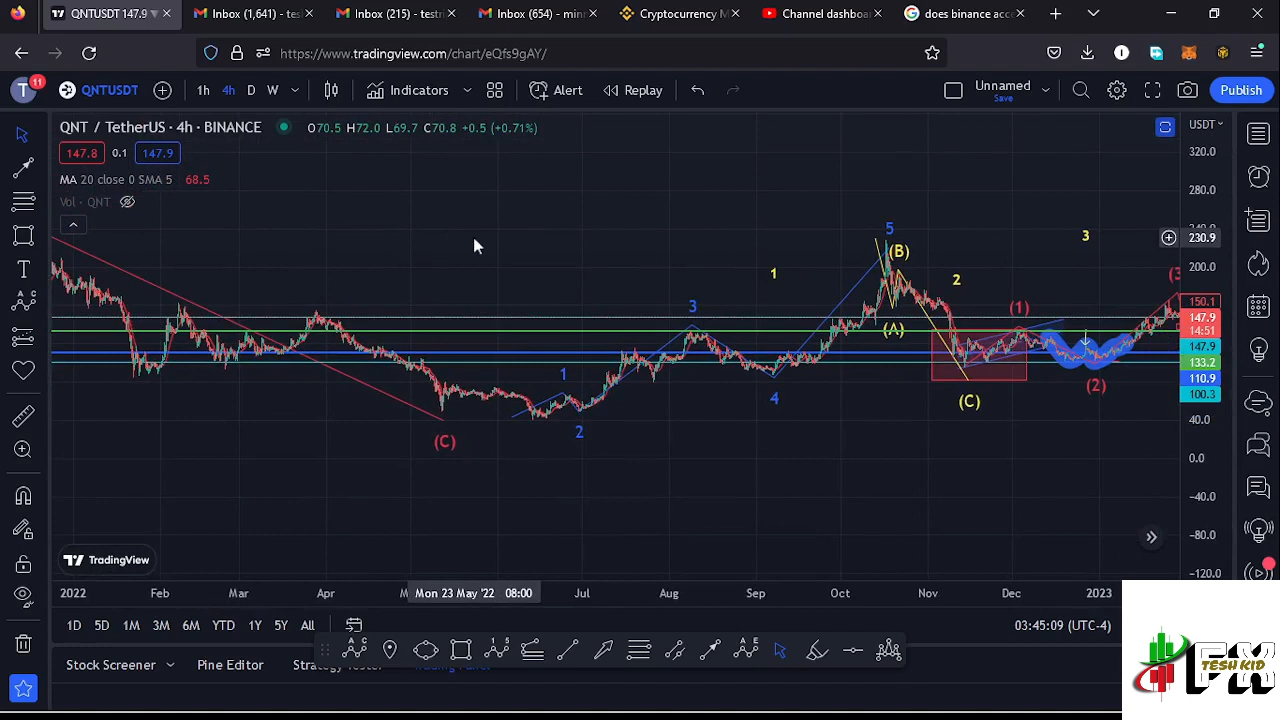 QNTUSDT 147.9
Inbox (1,641) - tes
Inbox (215) - testm
Inbox (654) - minn
Cryptocurrency M
Channel dashboa
does binance acce
https://www.tradingview.com/chart/eQfs9gAY/
T
11
QNTUSDT
1h 4h D W
Indicators
Alert
Replay
Unnamed
Save
Publish
QNT / TetherUS · 4h · BINANCE
O70.5 H72.0 L69.7 C70.8 +0.5 (+0.71%)
USDT
147.8 0.1 147.9
MA 20 close 0 SMA 5 68.5
Vol · QNT
320.0
280.0
230.9
200.0
150.1
147.9
14:51
147.9
133.2
110.9
100.3
40.0
0.0
−40.0
−80.0
−120.0
5
(B)
3
1
2
3
(1)
(A)
1
4
(2)
(C)
2
(C)
TradingView
2022 Feb Mar Apr Mon 23 May '22 08:00 Jul Aug Sep Oct Nov Dec 2023
1D 5D 1M 3M 6M YTD 1Y 5Y All
03:45:09 (UTC-4)
Stock Screener
Pine Editor
FX
TESH KID